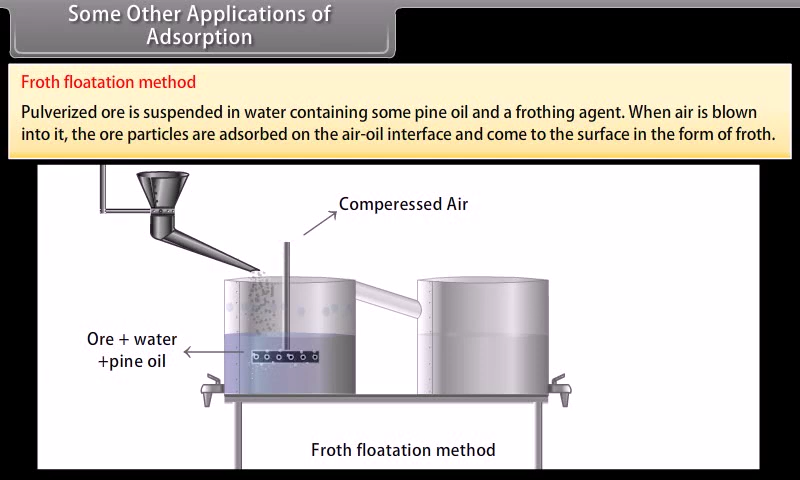 Some Other Applications of
Adsorption
Froth floatation method
Pulverized ore is suspended in water containing some pine oil and a frothing agent. When air is blown
into it, the ore particles are adsorbed on the air-oil interface and come to the surface in the form of froth.
Comperessed Air
Ore + water
+pine oil
Froth floatation method